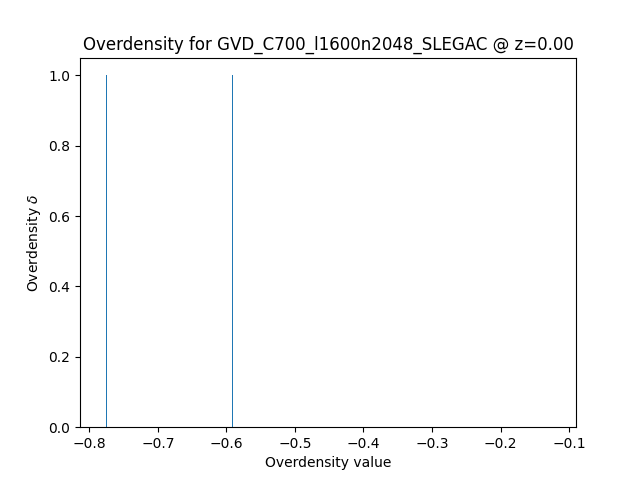 Overdensity for GVD_C700_l1600n2048_SLEGAC @ z=0.00
Overdensity δ
1.0
0.8
0.6
0.4
0.2
0.0
−0.8 −0.7 −0.6 −0.5 −0.4 −0.3 −0.2 −0.1
Overdensity value